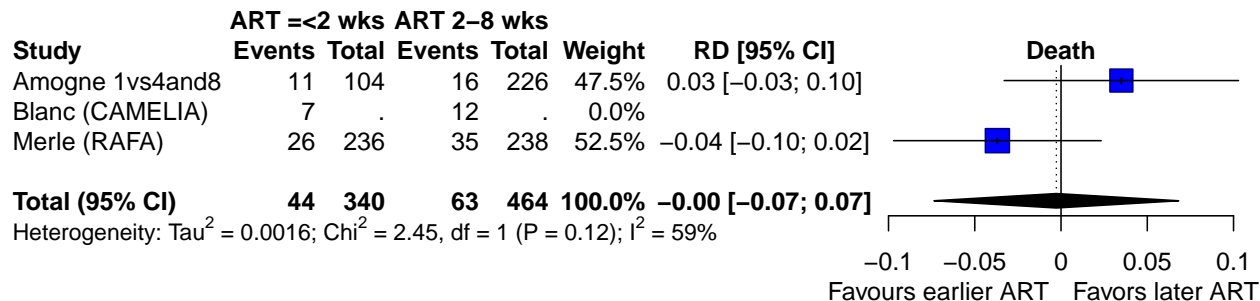 ART =<2 wks ART 2−8 wks
Study Events Total Events Total Weight RD [95% CI] Death
Amogne 1vs4and8 11 104 16 226 47.5% 0.03 [−0.03; 0.10]
Blanc (CAMELIA) 7 . 12 . 0.0%
Merle (RAFA) 26 236 35 238 52.5% −0.04 [−0.10; 0.02]
Total (95% CI) 44 340 63 464 100.0% −0.00 [−0.07; 0.07]
Heterogeneity: Tau² = 0.0016; Chi² = 2.45, df = 1 (P = 0.12); I² = 59%
−0.1 −0.05 0 0.05 0.1
Favours earlier ART Favors later ART